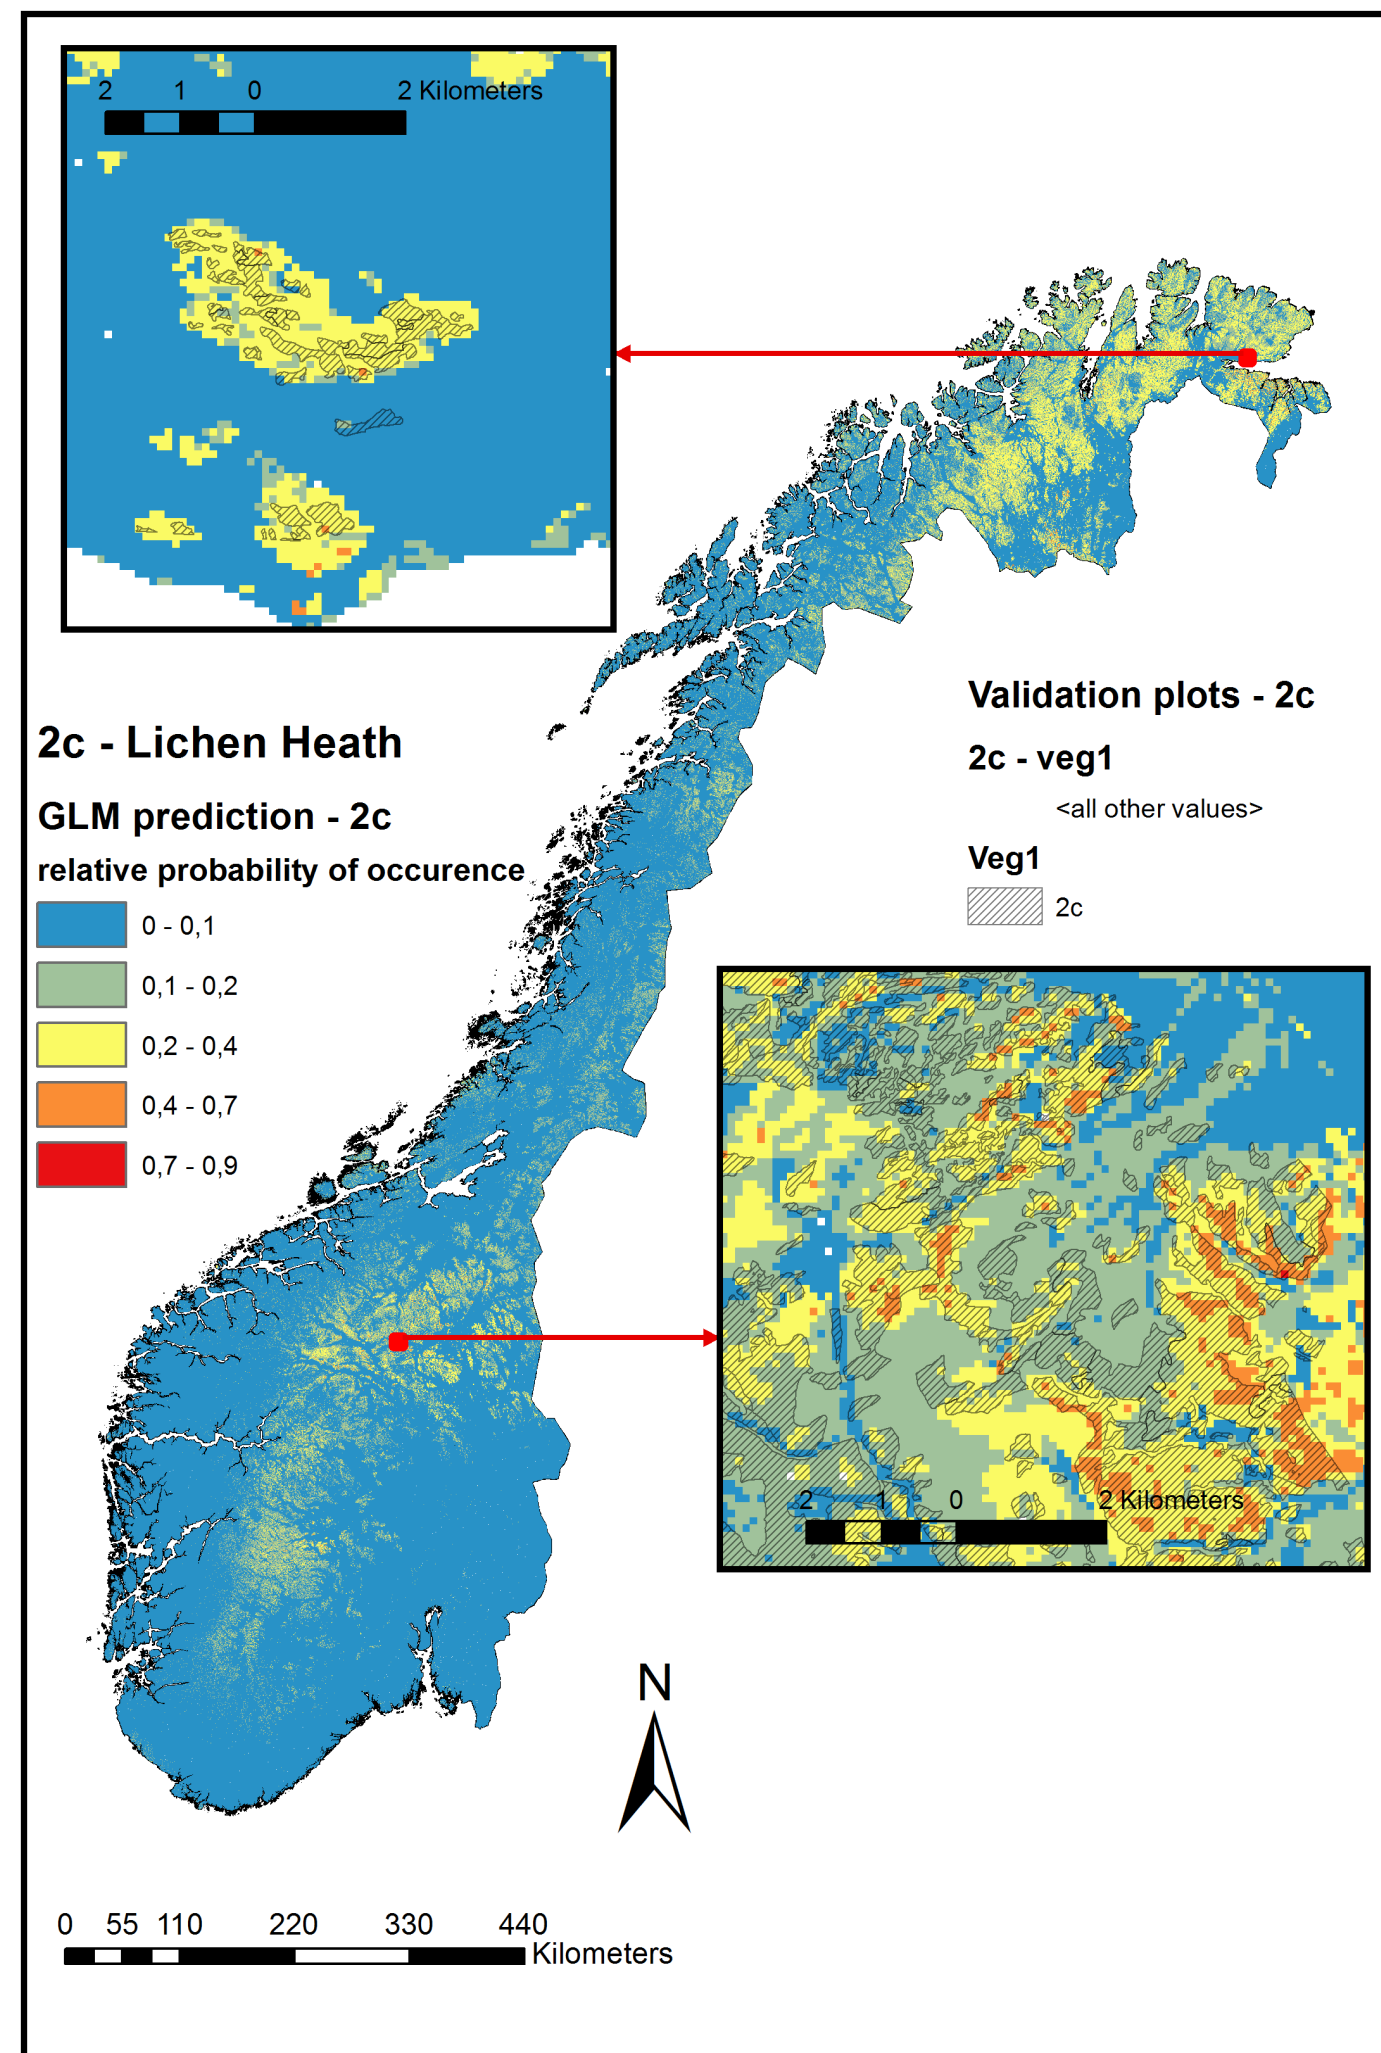 2 1 0 2 Kilometers
2c - Lichen Heath
GLM prediction - 2c
relative probability of occurence
0 - 0,1
0,1 - 0,2
0,2 - 0,4
0,4 - 0,7
0,7 - 0,9
Validation plots - 2c
2c - veg1
<all other values>
Veg1
2c
2 1 0 2 Kilometers
N
0 55 110 220 330 440
Kilometers